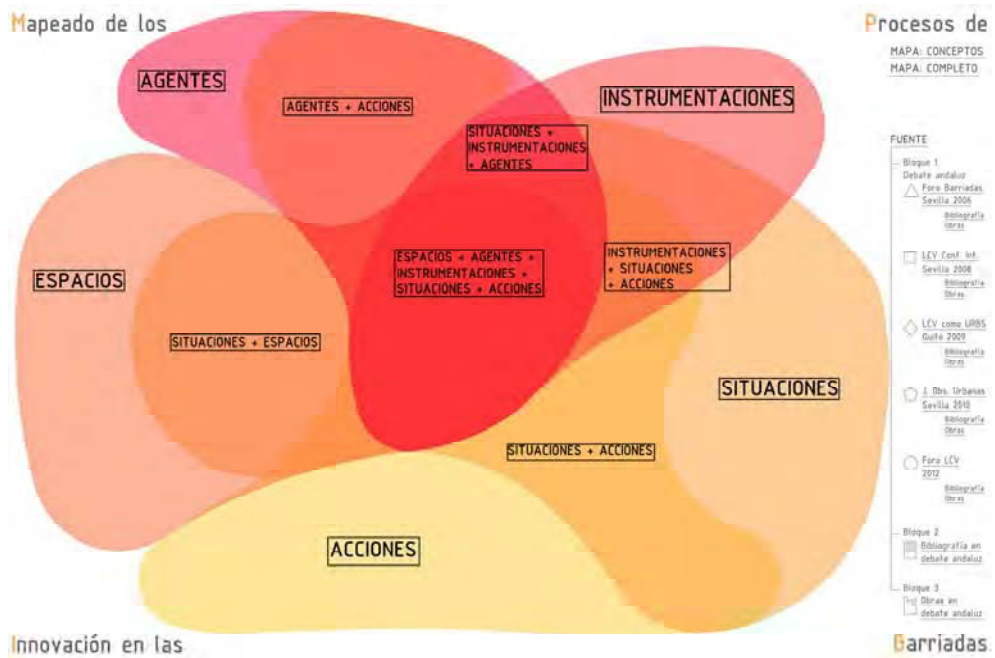 Mapeado de los
Procesos de
MAPA: CONCEPTOS
MAPA: COMPLETO
AGENTES
AGENTES + ACCIONES
INSTRUMENTACIONES
SITUACIONES +
INSTRUMENTACIONES
+ AGENTES
ESPACIOS
ESPACIOS + AGENTES +
INSTRUMENTACIONES +
SITUACIONES + ACCIONES
INSTRUMENTACIONES
+ SITUACIONES
+ ACCIONES
SITUACIONES + ESPACIOS
SITUACIONES
SITUACIONES + ACCIONES
ACCIONES
FUENTE
Bloque 1
Debate andaluz
Foro Barriadas
Sevilla 2006
Bibliografía
Obras
LCV Conf. Int.
Sevilla 2008
Bibliografía
Obras
LCV como URBS
Quito 2009
Bibliografía
Obras
J. Obs. Urbanas
Sevilla 2010
Bibliografía
Obras
Foro LCV
2012
Bibliografía
Obras
Bloque 2
Bibliografía en
debate andaluz
Bloque 3
Obras en
debate andaluz
Innovación en las
Barriadas